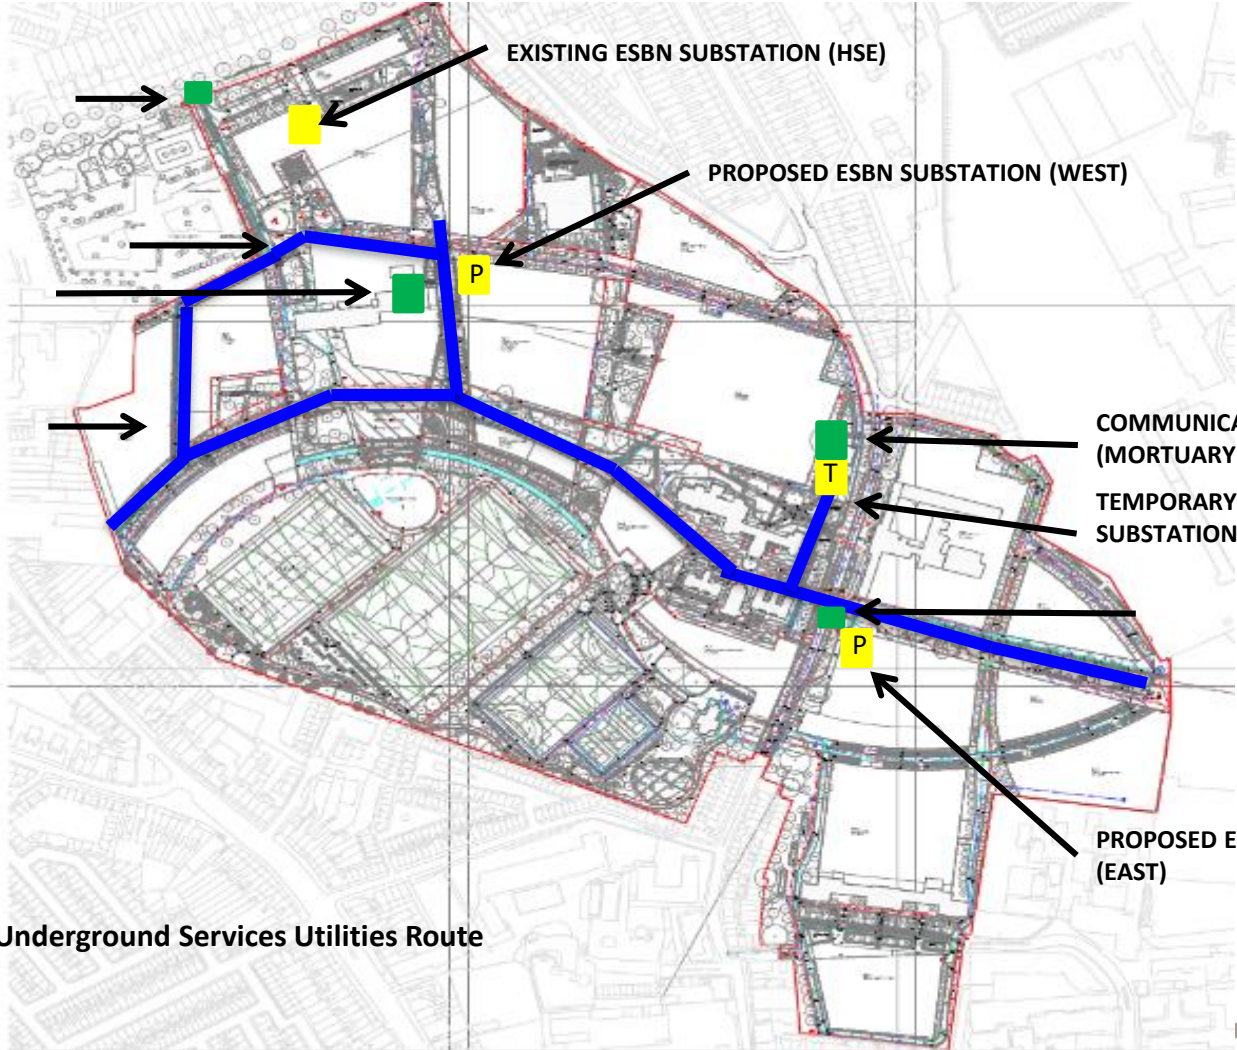 EXISTING ESBN SUBSTATION (HSE)
PROPOSED ESBN SUBSTATION (WEST)
P
COMMUNICA
(MORTUARY
T
TEMPORARY
SUBSTATION
P
PROPOSED E
(EAST)
Underground Services Utilities Route